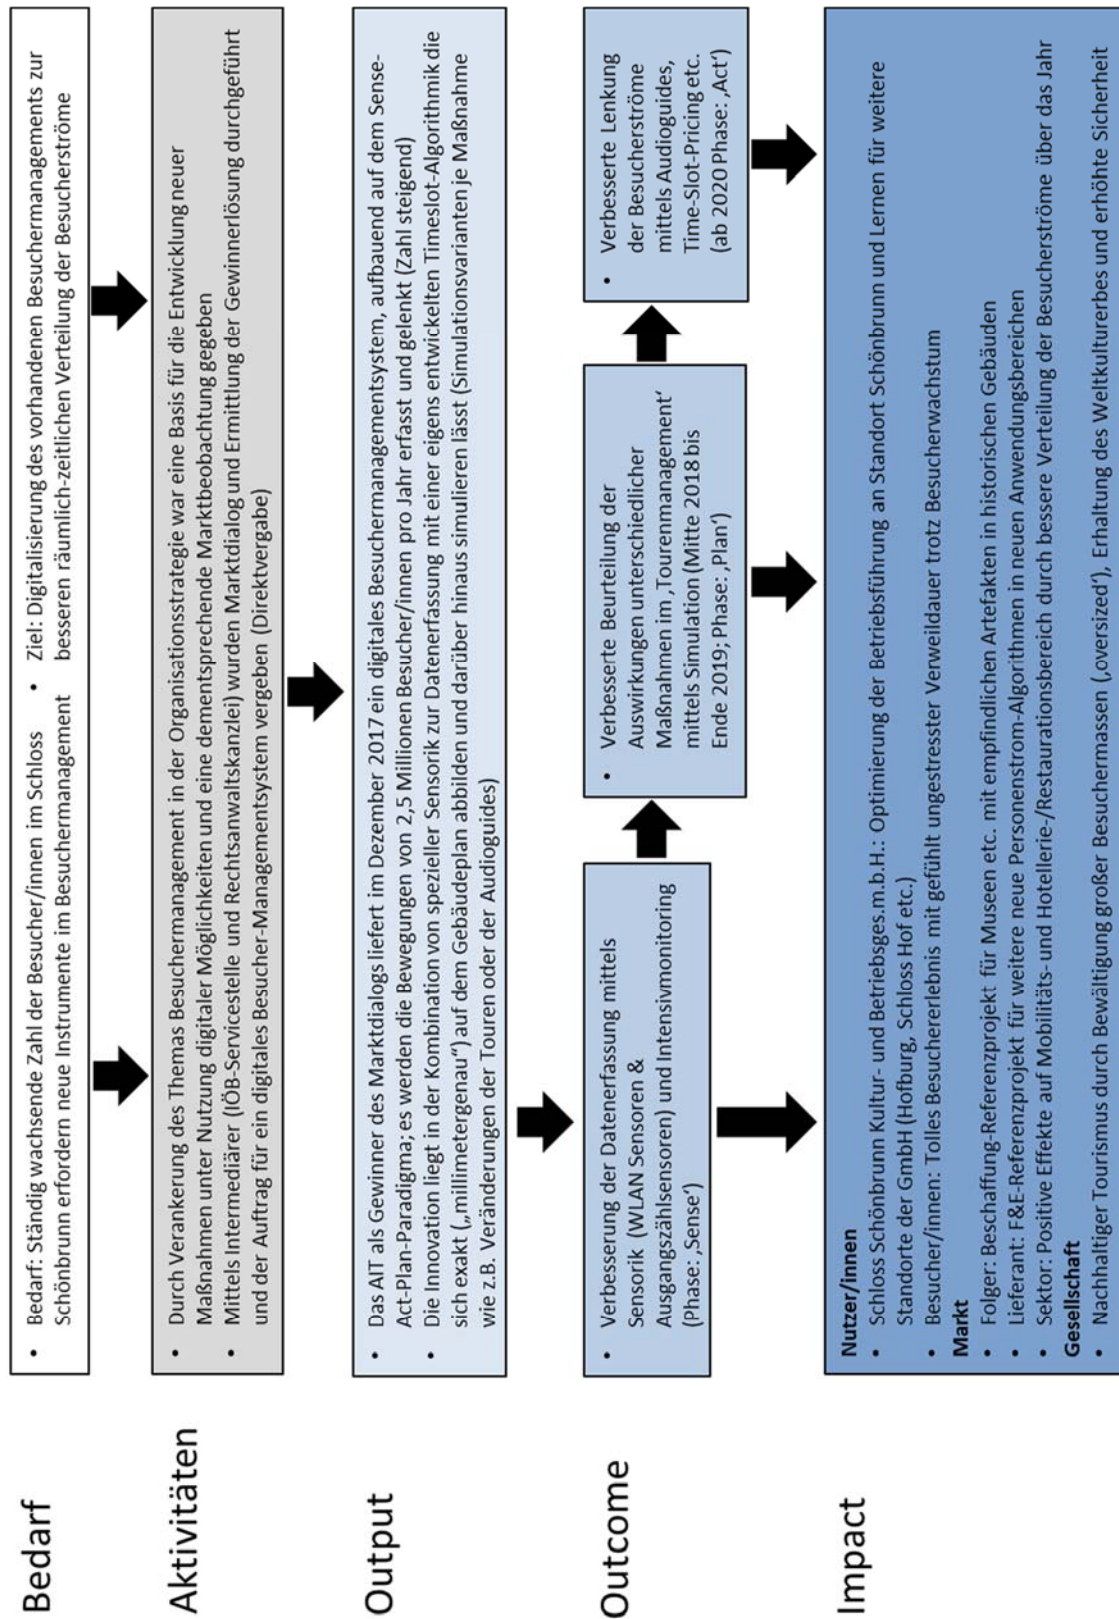 Bedarf
• Bedarf: Ständig wachsende Zahl der Besucher/innen im Schloss
Schönbrunn erfordern neue Instrumente im Besuchermanagement
• Ziel: Digitalisierung des vorhandenen Besuchermanagements zur
besseren räumlich-zeitlichen Verteilung der Besucherströme
Aktivitäten
• Durch Verankerung des Themas Besuchermanagement in der Organisationsstrategie war eine Basis für die Entwicklung neuer
Maßnahmen unter Nutzung digitaler Möglichkeiten und eine dementsprechende Marktbeobachtung gegeben
• Mittels Intermediärer (IÖB-Servicestelle und Rechtsanwaltskanzlei) wurden Marktdialog und Ermittlung der Gewinnerlösung durchgeführt
und der Auftrag für ein digitales Besucher-Managementsystem vergeben (Direktvergabe)
Output
• Das AIT als Gewinner des Marktdialogs liefert im Dezember 2017 ein digitales Besuchermanagementsystem, aufbauend auf dem Sense-
Act-Plan-Paradigma; es werden die Bewegungen von 2,5 Millionen Besucher/innen pro Jahr erfasst und gelenkt (Zahl steigend)
• Die Innovation liegt in der Kombination von spezieller Sensorik zur Datenerfassung mit einer eigens entwickelten Timeslot-Algorithmik die
sich exakt („millimetergenau“) auf dem Gebäudeplan abbilden und darüber hinaus simulieren lässt (Simulationsvarianten je Maßnahme
wie z.B. Veränderungen der Touren oder der Audioguides)
Outcome
• Verbesserung der Datenerfassung mittels
Sensorik (WLAN Sensoren &
Ausgangszählsensoren) und Intensivmonitoring
(Phase: ‚Sense‘)
• Verbesserte Beurteilung der
Auswirkungen unterschiedlicher
Maßnahmen im ‚Tourenmanagement‘
mittels Simulation (Mitte 2018 bis
Ende 2019; Phase: ‚Plan‘)
• Verbesserte Lenkung
der Besucherströme
mittels Audioguides,
Time-Slot-Pricing etc.
(ab 2020 Phase: ‚Act‘)
Impact
Nutzer/innen
• Schloss Schönbrunn Kultur- und Betriebsges.m.b.H.: Optimierung der Betriebsführung an Standort Schönbrunn und Lernen für weitere
Standorte der GmbH (Hofburg, Schloss Hof etc.)
• Besucher/innen: Tolles Besuchererlebnis mit gefühlt ungestresster Verweildauer trotz Besucherwachstum
Markt
• Folger: Beschaffung-Referenzprojekt für Museen etc. mit empfindlichen Artefakten in historischen Gebäuden
• Lieferant: F&E-Referenzprojekt für weitere neue Personenstrom-Algorithmen in neuen Anwendungsbereichen
• Sektor: Positive Effekte auf Mobilitäts- und Hotellerie-/Restaurationsbereich durch bessere Verteilung der Besucherströme über das Jahr
Gesellschaft
• Nachhaltiger Tourismus durch Bewältigung großer Besuchermassen (‚oversized‘), Erhaltung des Weltkulturerbes und erhöhte Sicherheit